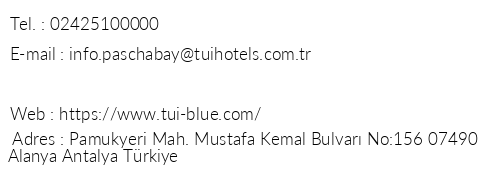 Tel. : 02425100000
E-mail : info.paschabay@tuihotels.com.tr
Web : https://www.tui-blue.com/
Adres : Pamukyeri Mah. Mustafa Kemal Bulvarı No:156 07490
Alanya Antalya Türkiye